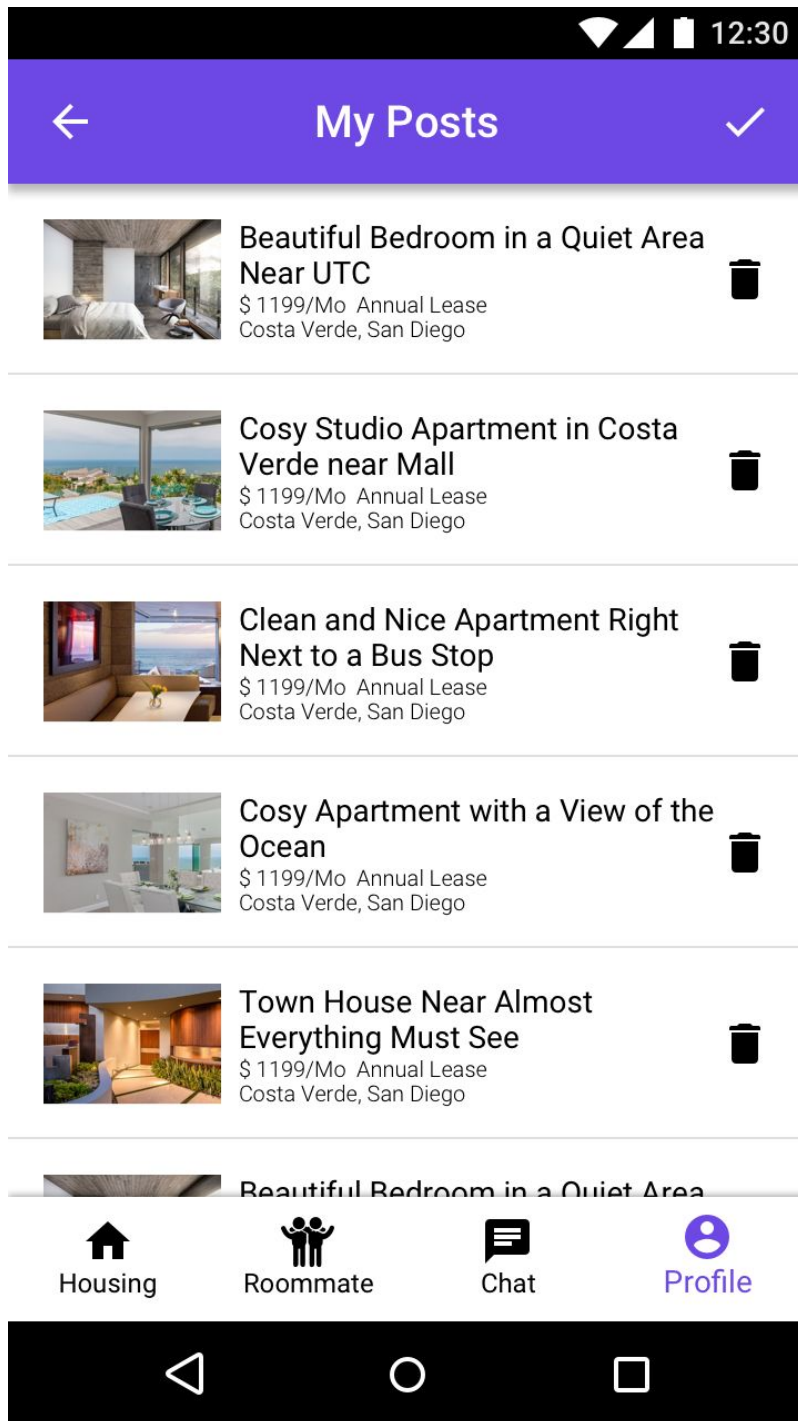 12:30
My Posts
Beautiful Bedroom in a Quiet Area
Near UTC
$ 1199/Mo Annual Lease
Costa Verde, San Diego
Cosy Studio Apartment in Costa
Verde near Mall
$ 1199/Mo Annual Lease
Costa Verde, San Diego
Clean and Nice Apartment Right
Next to a Bus Stop
$ 1199/Mo Annual Lease
Costa Verde, San Diego
Cosy Apartment with a View of the
Ocean
$ 1199/Mo Annual Lease
Costa Verde, San Diego
Town House Near Almost
Everything Must See
$ 1199/Mo Annual Lease
Costa Verde, San Diego
Beautiful Bedroom in a Quiet Area
Housing
Roommate
Chat
Profile